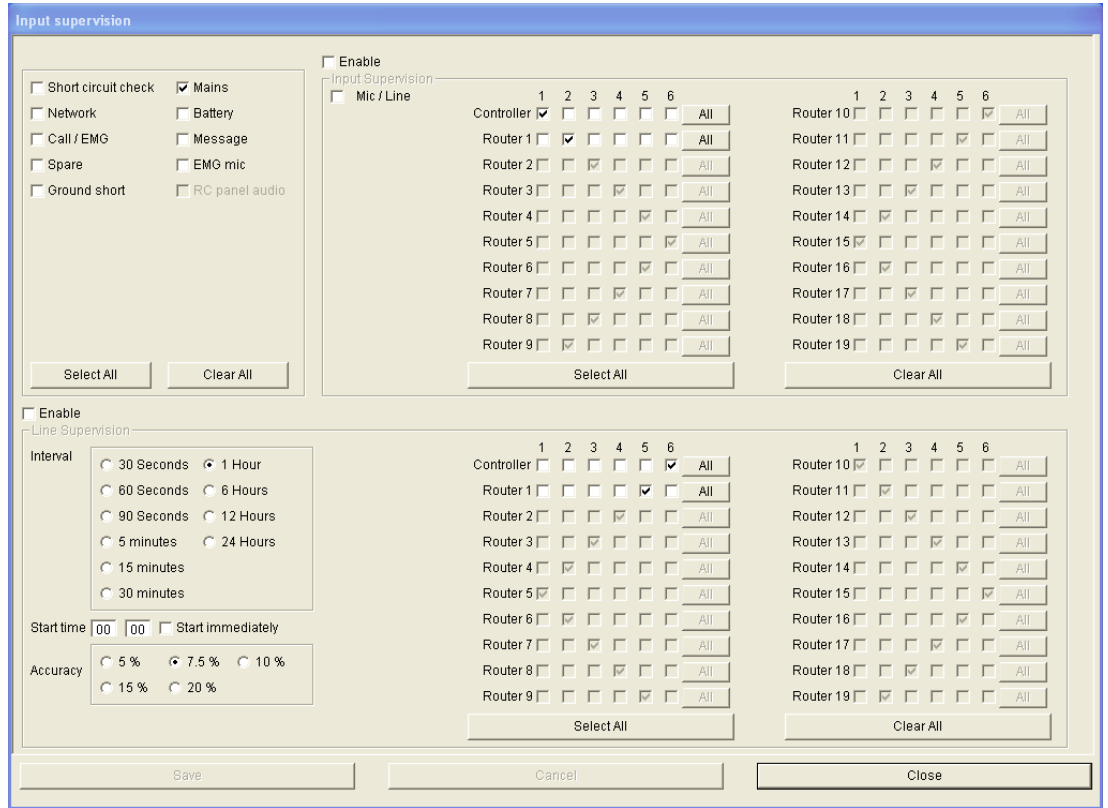 Input supervision
Enable
Short circuit check Mains
Network Battery
Call / EMG Message
Spare EMG mic
Ground short RC panel audio
Select All Clear All
Input Supervision
Mic / Line
1 2 3 4 5 6 1 2 3 4 5 6
Controller All Router 10 All
Router 1 All Router 11 All
Router 2 All Router 12 All
Router 3 All Router 13 All
Router 4 All Router 14 All
Router 5 All Router 15 All
Router 6 All Router 16 All
Router 7 All Router 17 All
Router 8 All Router 18 All
Router 9 All Router 19 All
Select All Clear All
Enable
Line Supervision
Interval
30 Seconds 1 Hour
60 Seconds 6 Hours
90 Seconds 12 Hours
5 minutes 24 Hours
15 minutes
30 minutes
Start time 00 00 Start immediately
Accuracy
5 % 7.5 % 10 %
15 % 20 %
1 2 3 4 5 6 1 2 3 4 5 6
Controller All Router 10 All
Router 1 All Router 11 All
Router 2 All Router 12 All
Router 3 All Router 13 All
Router 4 All Router 14 All
Router 5 All Router 15 All
Router 6 All Router 16 All
Router 7 All Router 17 All
Router 8 All Router 18 All
Router 9 All Router 19 All
Select All Clear All
Save Cancel Close